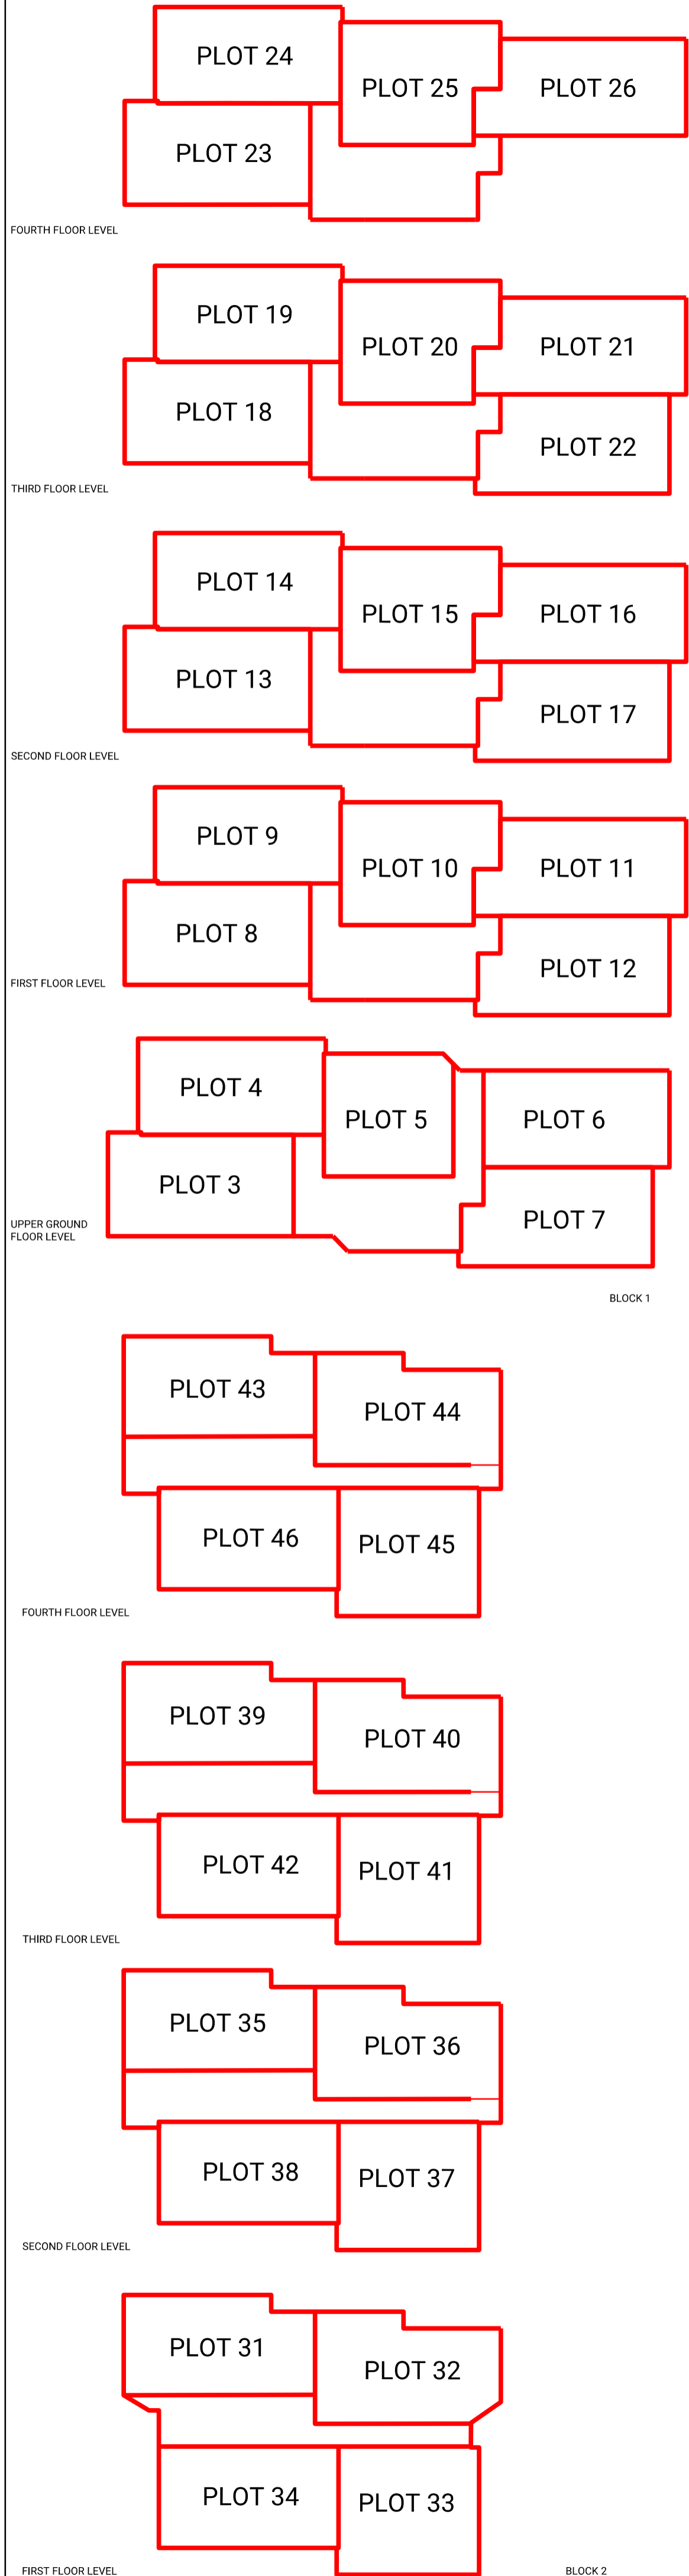 PLOT 24
PLOT 25
PLOT 26
PLOT 23
FOURTH FLOOR LEVEL
PLOT 19
PLOT 20
PLOT 21
PLOT 18
PLOT 22
THIRD FLOOR LEVEL
PLOT 14
PLOT 15
PLOT 16
PLOT 13
PLOT 17
SECOND FLOOR LEVEL
PLOT 9
PLOT 10
PLOT 11
PLOT 8
PLOT 12
FIRST FLOOR LEVEL
PLOT 4
PLOT 5
PLOT 6
PLOT 3
PLOT 7
UPPER GROUND
FLOOR LEVEL
BLOCK 1
PLOT 43
PLOT 44
PLOT 46
PLOT 45
FOURTH FLOOR LEVEL
PLOT 39
PLOT 40
PLOT 42
PLOT 41
THIRD FLOOR LEVEL
PLOT 35
PLOT 36
PLOT 38
PLOT 37
SECOND FLOOR LEVEL
PLOT 31
PLOT 32
PLOT 34
PLOT 33
FIRST FLOOR LEVEL
BLOCK 2